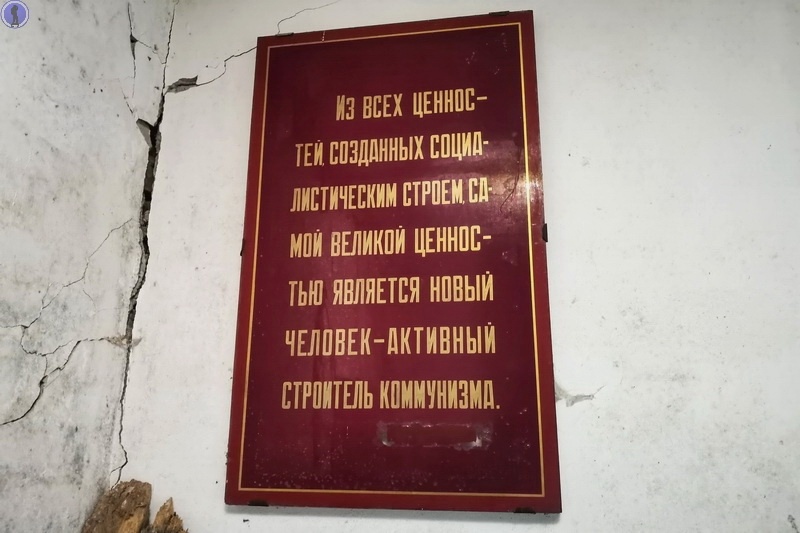 Из всех ценнос-
тей, созданных социа-
листическим строем, са-
мой великой ценнос-
тью является новый
человек-активный
строитель коммунизма.